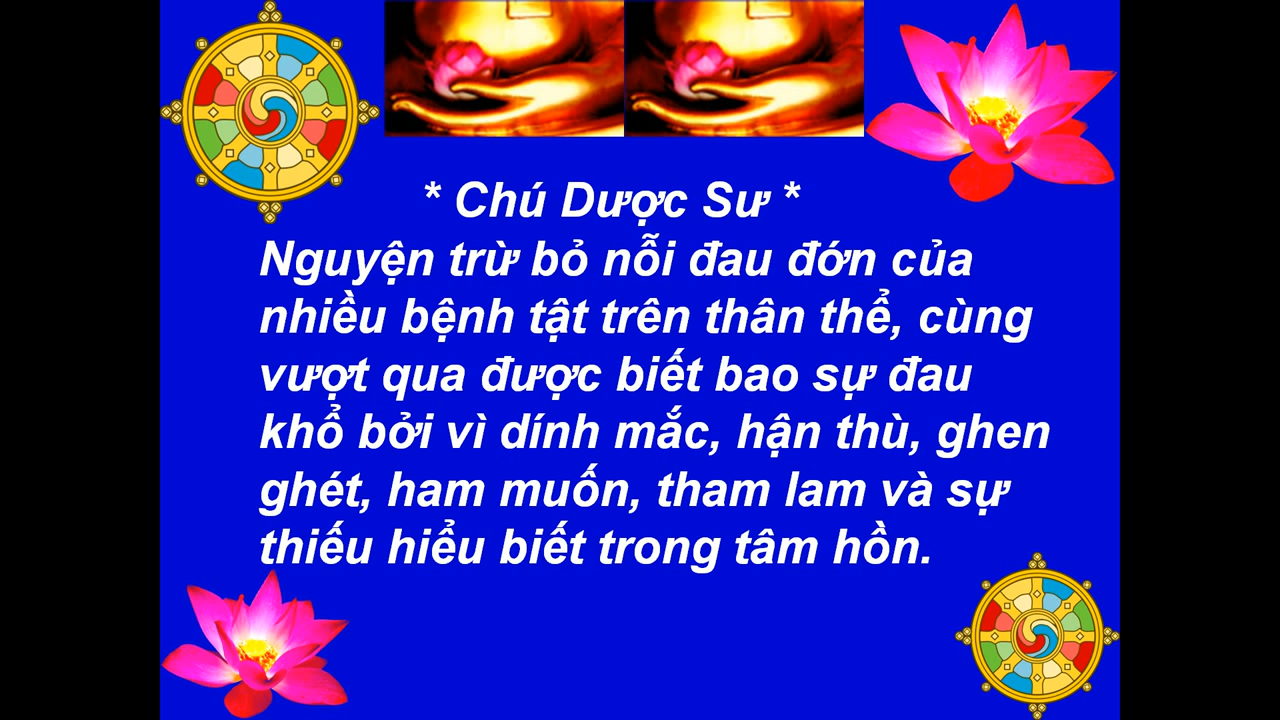 * Chú Dược Sư *
Nguyện trừ bỏ nỗi đau đớn của
nhiều bệnh tật trên thân thể, cùng
vượt qua được biết bao sự đau
khổ bởi vì dính mắc, hận thù, ghen
ghét, ham muốn, tham lam và sự
thiếu hiểu biết trong tâm hồn.